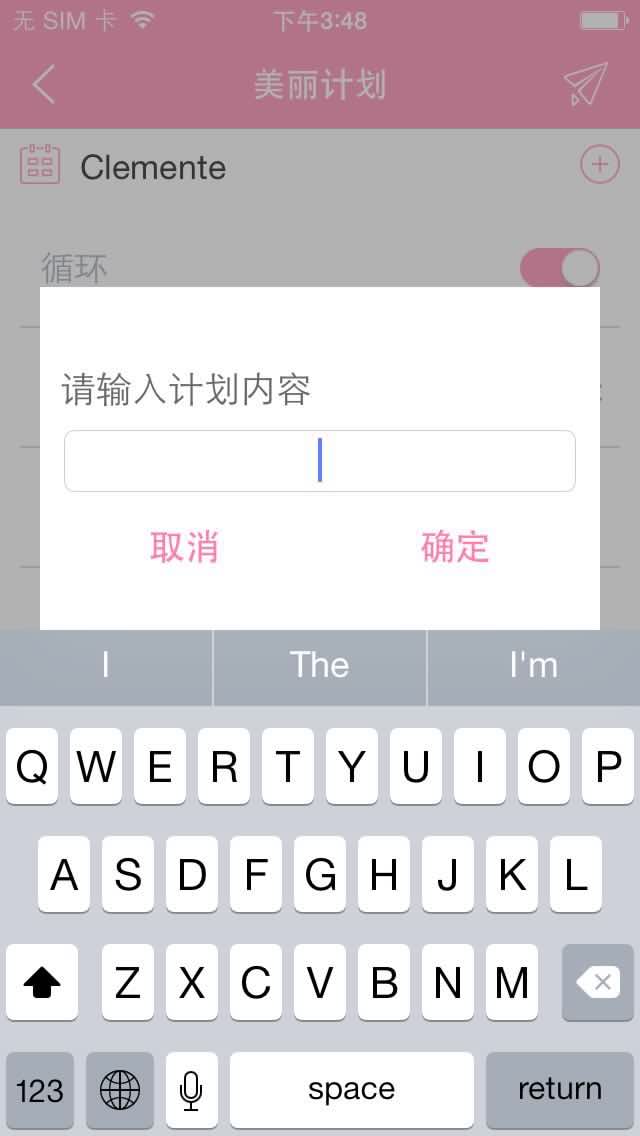 无 SIM 卡 下午3:48
美丽计划
Clemente
循环
请输入计划内容
取消 确定
I The I'm
Q W E R T Y U I O P
A S D F G H J K L
Z X C V B N M
123 space return